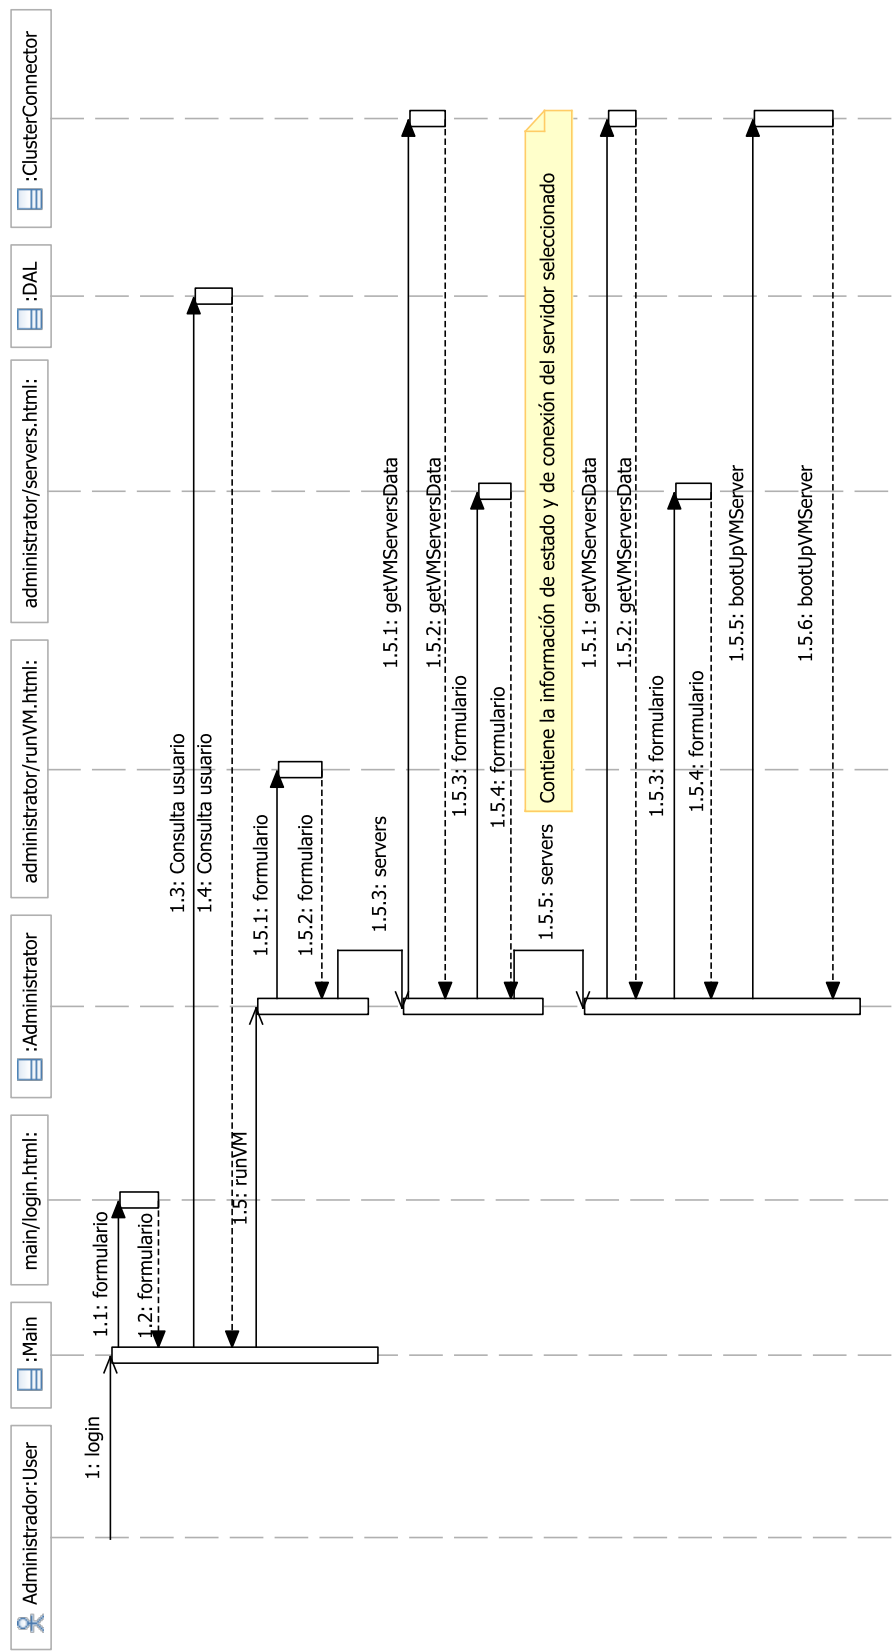 Administrador:User
:Main
main/login.html:
:Administrator
administrator/runVM.html:
administrator/servers.html:
:DAL
:ClusterConnector
1: login
1.1: formulario
1.2: formulario
1.3: Consulta usuario
1.4: Consulta usuario
1.5: runVM
1.5.1: formulario
1.5.2: formulario
1.5.3: servers
1.5.1: getVMServersData
1.5.2: getVMServersData
1.5.3: formulario
1.5.4: formulario
Contiene la información de estado y de conexión del servidor seleccionado
1.5.5: servers
1.5.1: getVMServersData
1.5.2: getVMServersData
1.5.3: formulario
1.5.4: formulario
1.5.5: bootUpVMServer
1.5.6: bootUpVMServer